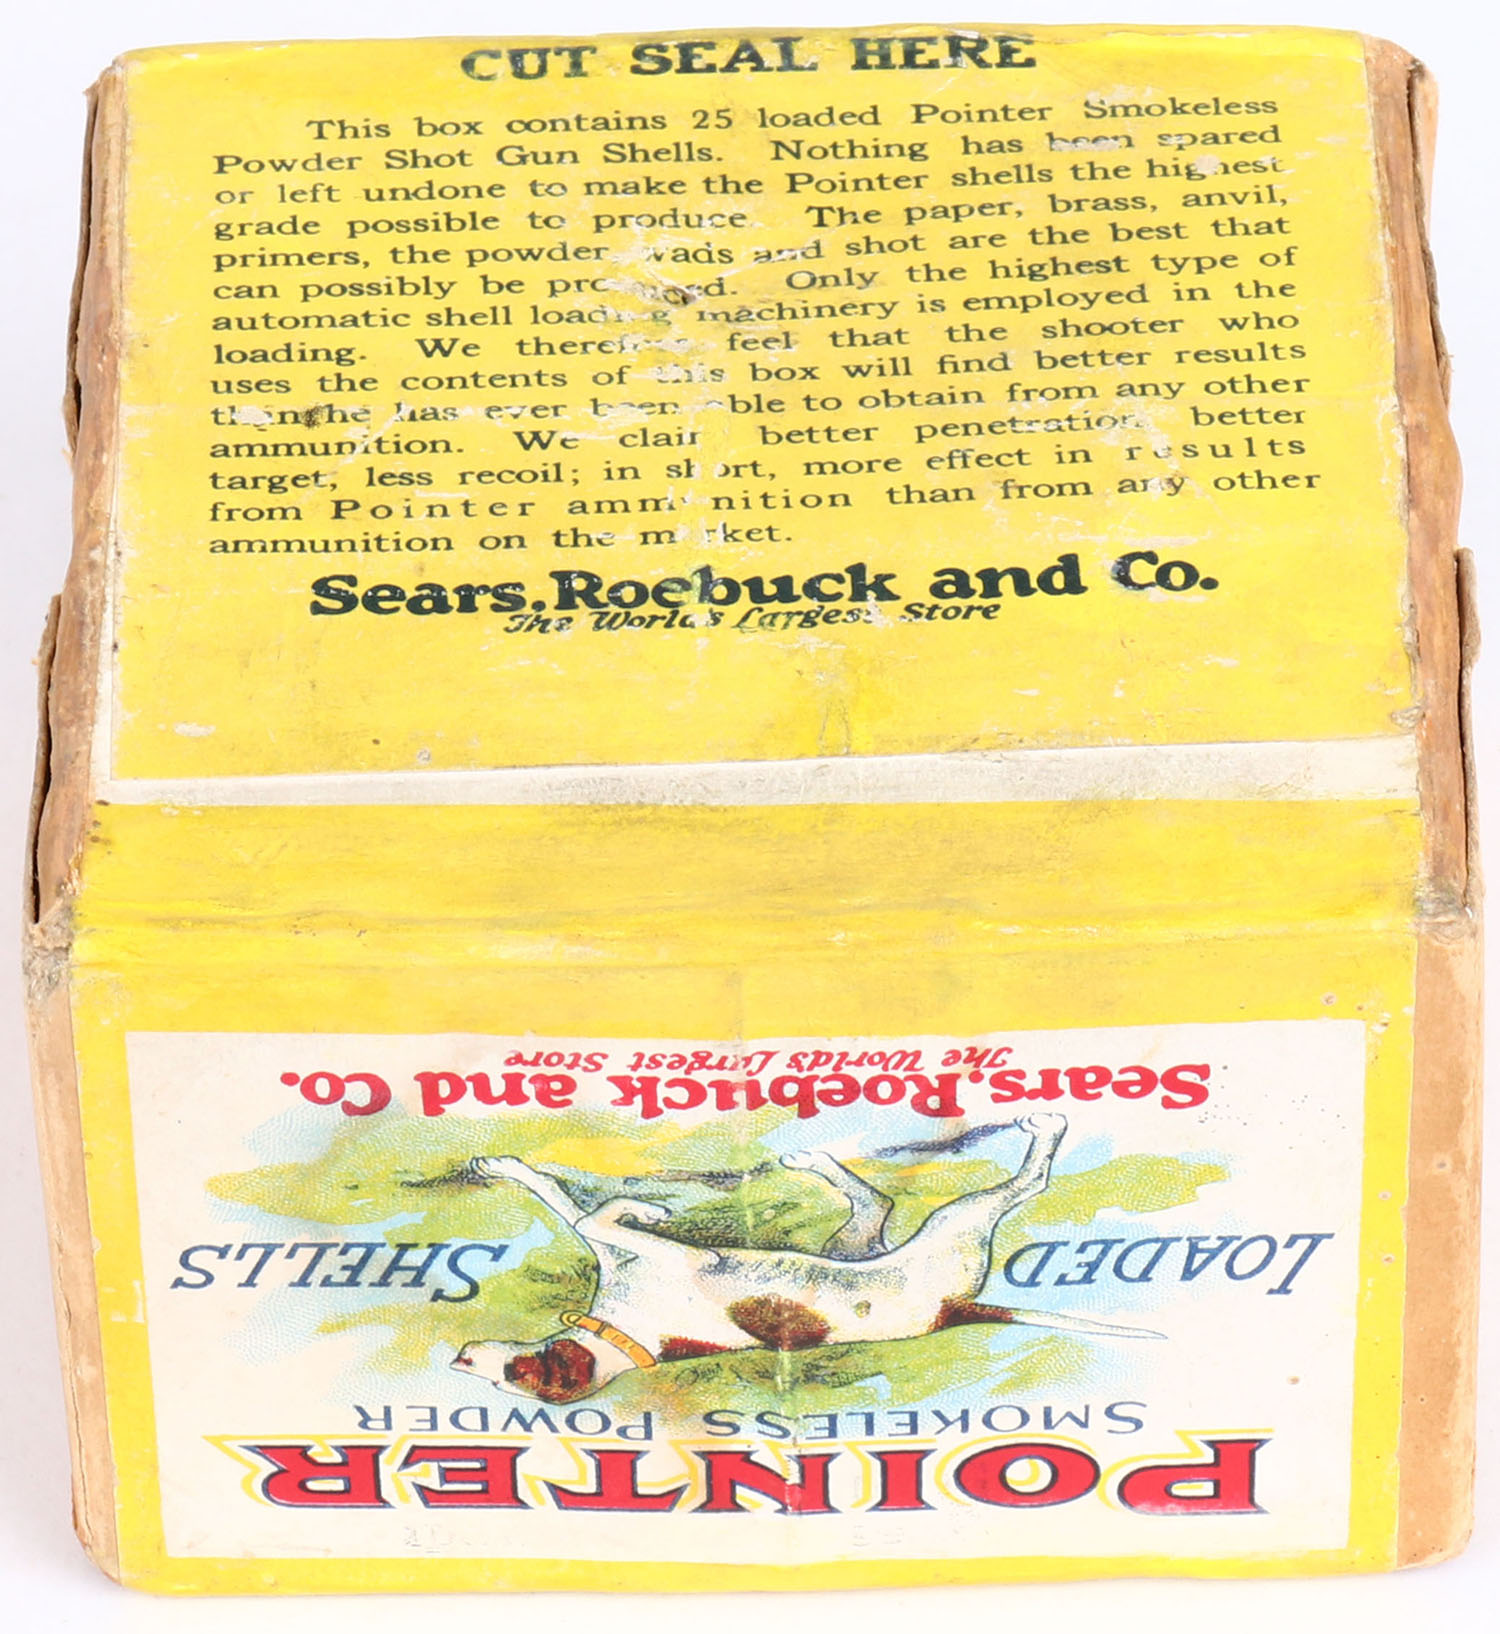 CUT SEAL HERE
This box contains 25 loaded Pointer Smokeless
Powder Shot Gun Shells. Nothing has been spared
or left undone to make the Pointer shells the highest
grade possible to produce. The paper, brass, anvil,
primers, the powder, wads and shot are the best that
can possibly be produced. Only the highest type of
automatic shell loading machinery is employed in the
loading. We therefore feel that the shooter who
uses the contents of this box will find better results
than he has ever been able to obtain from any other
ammunition. We claim better penetration, better
target, less recoil; in short, more effect in results
from Pointer ammunition than from any other
ammunition on the market.
Sears, Roebuck and Co.
The World's Largest Store
POINTER
SMOKELESS POWDER
LOADED SHELLS
Sears, Roebuck and Co.
The World's Largest Store